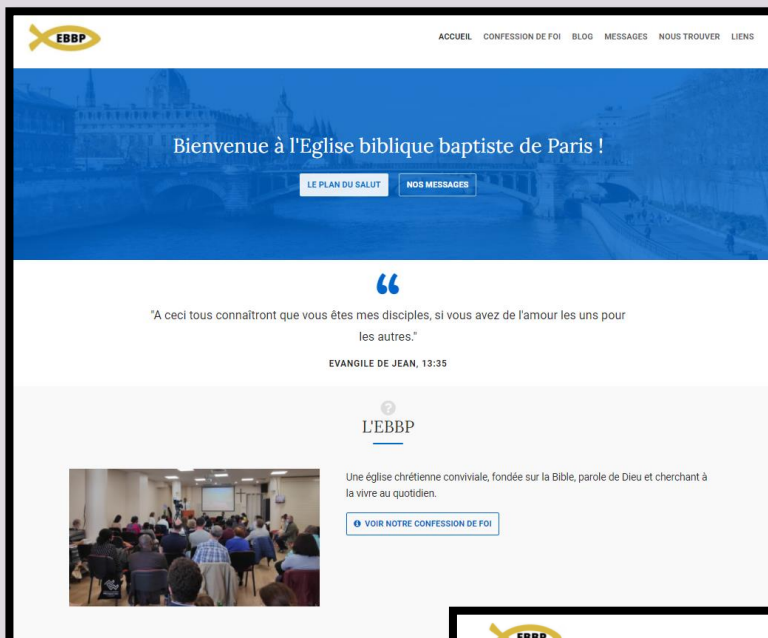 EBBP
ACCUEIL CONFESSION DE FOI BLOG MESSAGES NOUS TROUVER LIENS
Bienvenue à l'Eglise biblique baptiste de Paris !
LE PLAN DU SALUT NOS MESSAGES
"A ceci tous connaîtront que vous êtes mes disciples, si vous avez de l'amour les uns pour
les autres."
EVANGILE DE JEAN, 13:35
L'EBBP
Une église chrétienne conviviale, fondée sur la Bible, parole de Dieu et cherchant à
la vivre au quotidien.
VOIR NOTRE CONFESSION DE FOI
EBBP